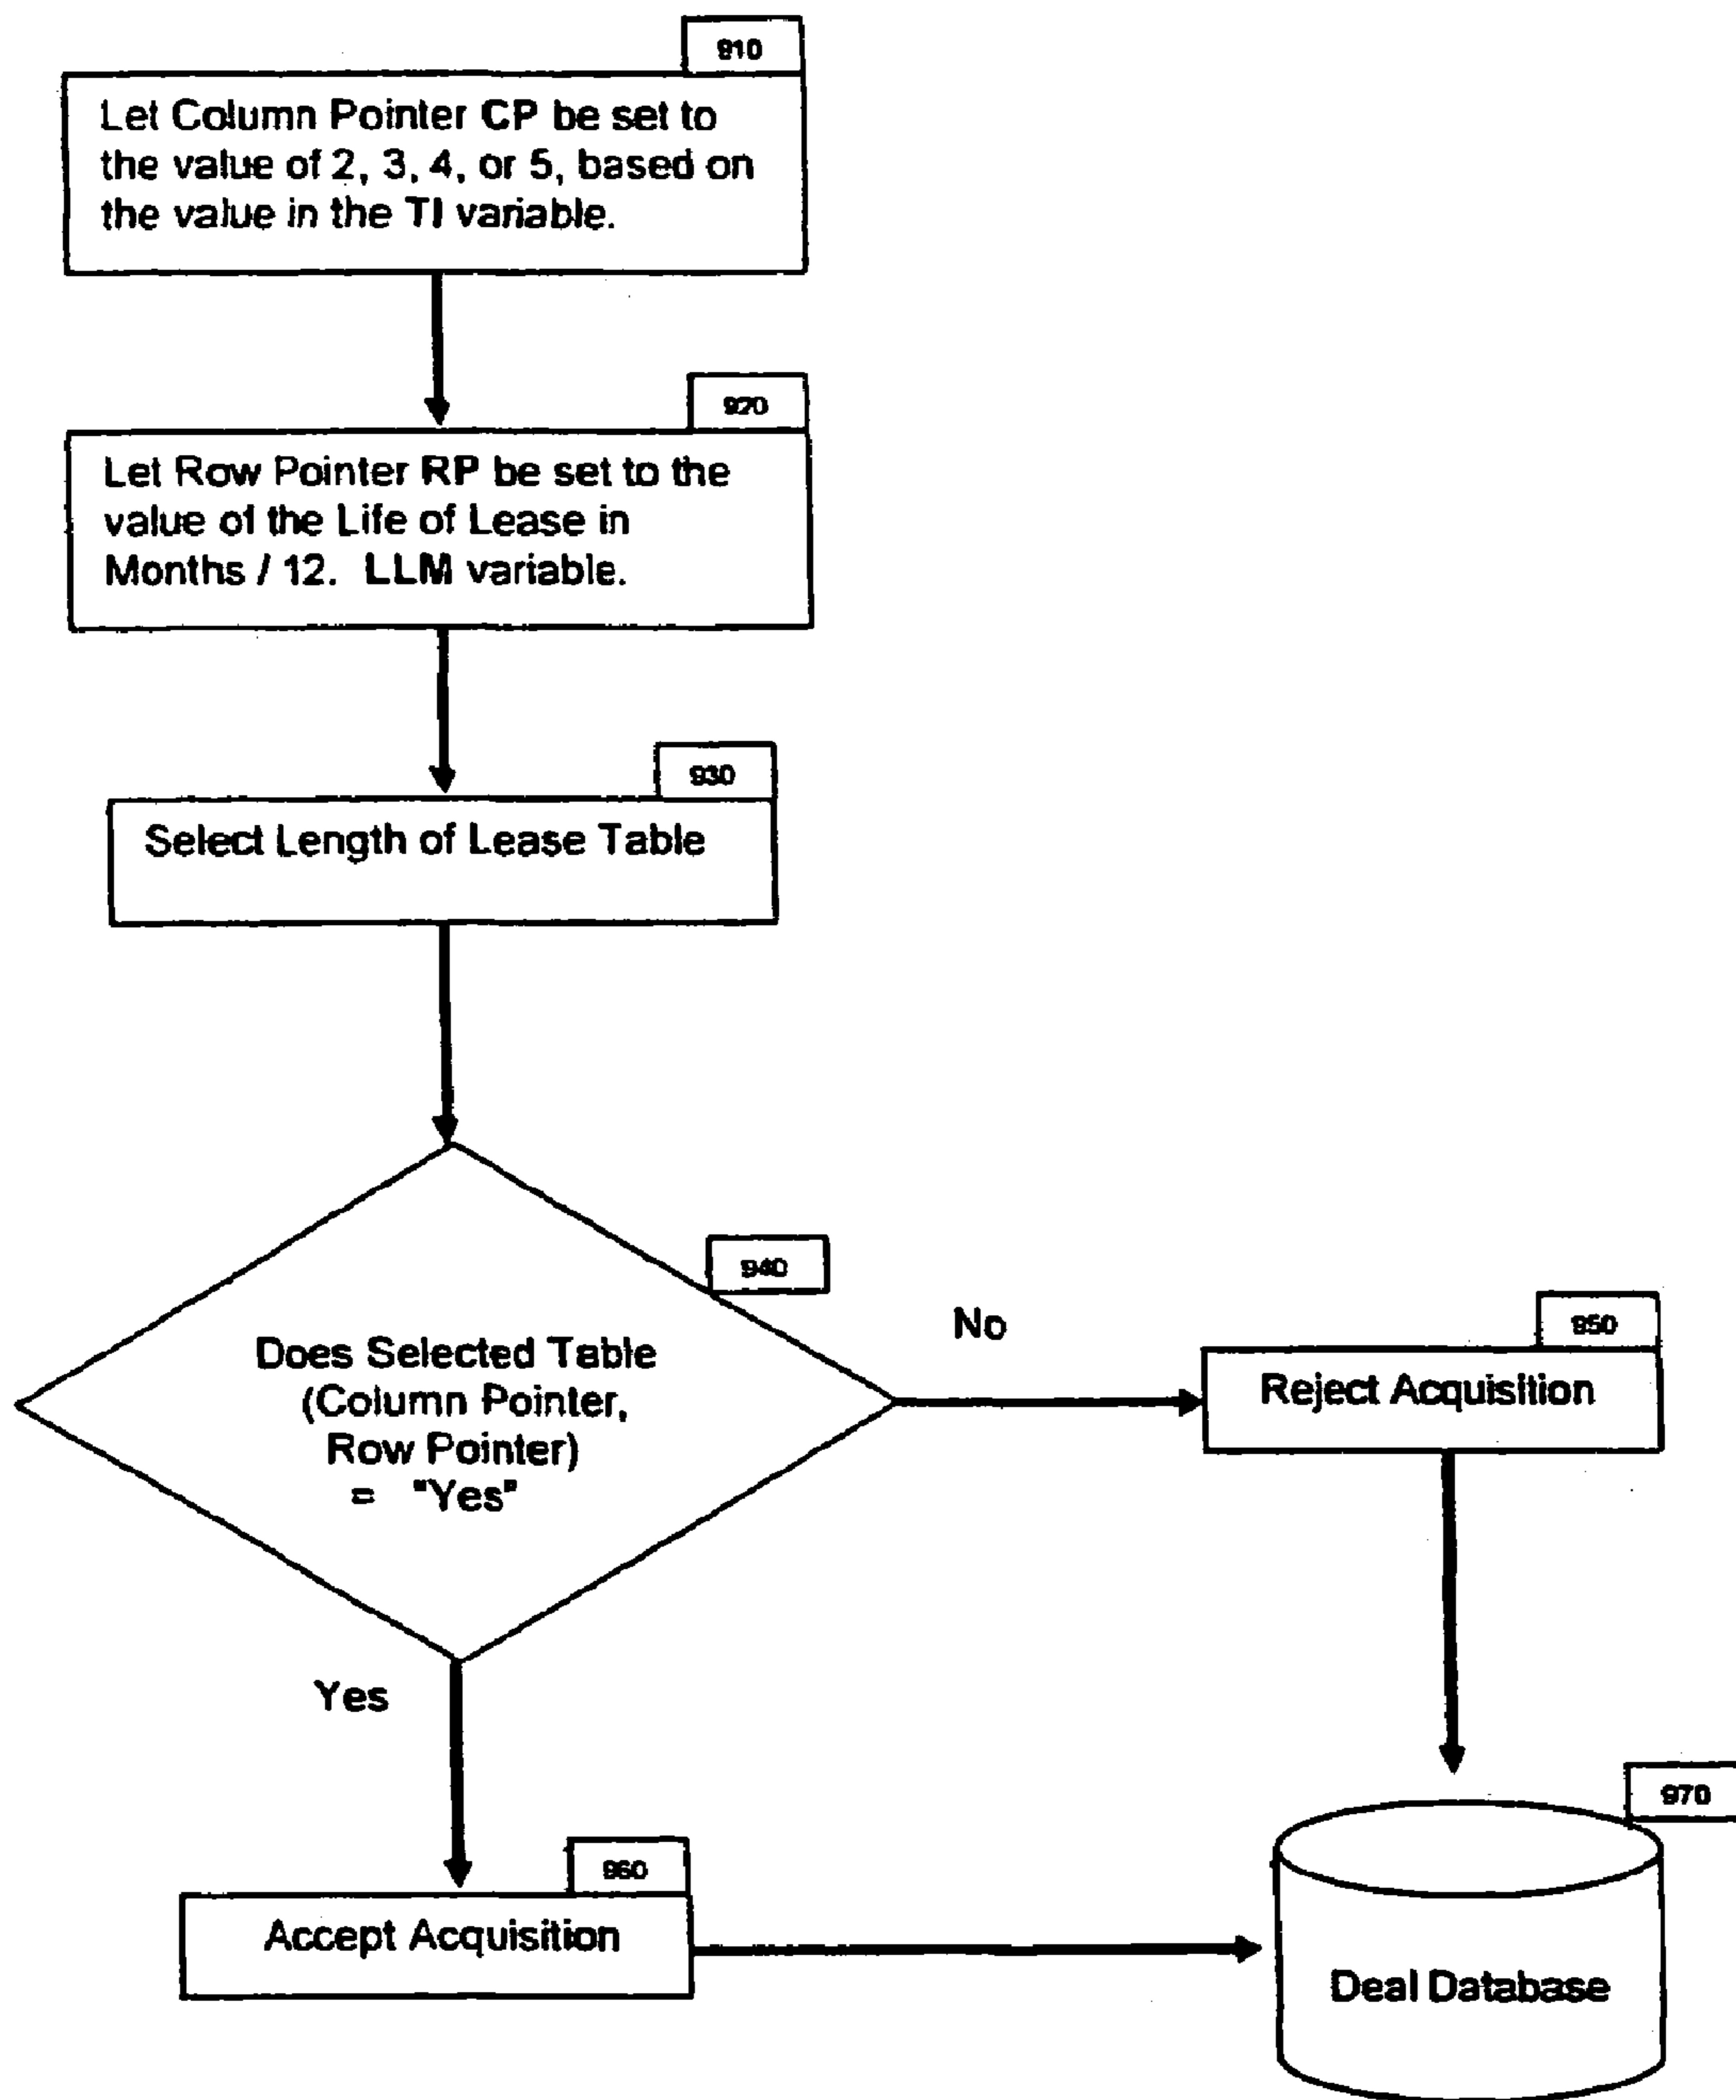 910
Let Column Pointer CP be set to
the value of 2, 3, 4, or 5, based on
the value in the TI variable.
920
Let Row Pointer RP be set to the
value of the Life of Lease in
Months / 12. LLM variable.
930
Select Length of Lease Table
940
Does Selected Table
(Column Pointer,
Row Pointer)
= "Yes"
No
950
Reject Acquisition
Yes
960
Accept Acquisition
970
Deal Database